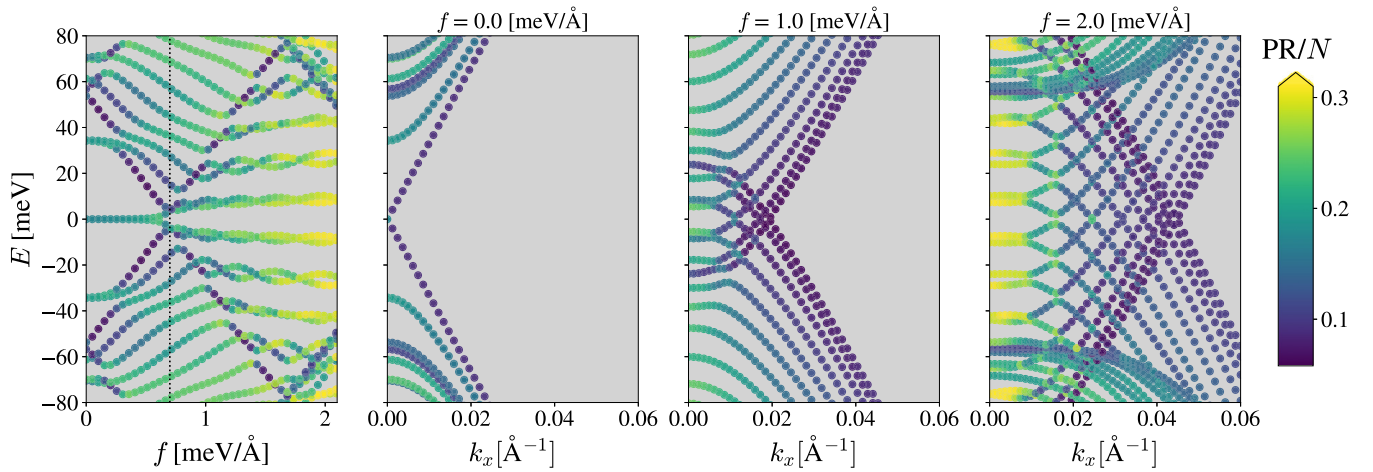 f = 0.0 [meV/Å]
f = 1.0 [meV/Å]
f = 2.0 [meV/Å]
PR/N
0.3
0.2
0.1
E [meV]
80
60
40
20
0
−20
−40
−60
−80
0 1 2
0.00 0.02 0.04 0.06
0.00 0.02 0.04 0.06
0.00 0.02 0.04 0.06
f [meV/Å]
kₓ[Å⁻¹]
kₓ[Å⁻¹]
kₓ[Å⁻¹]